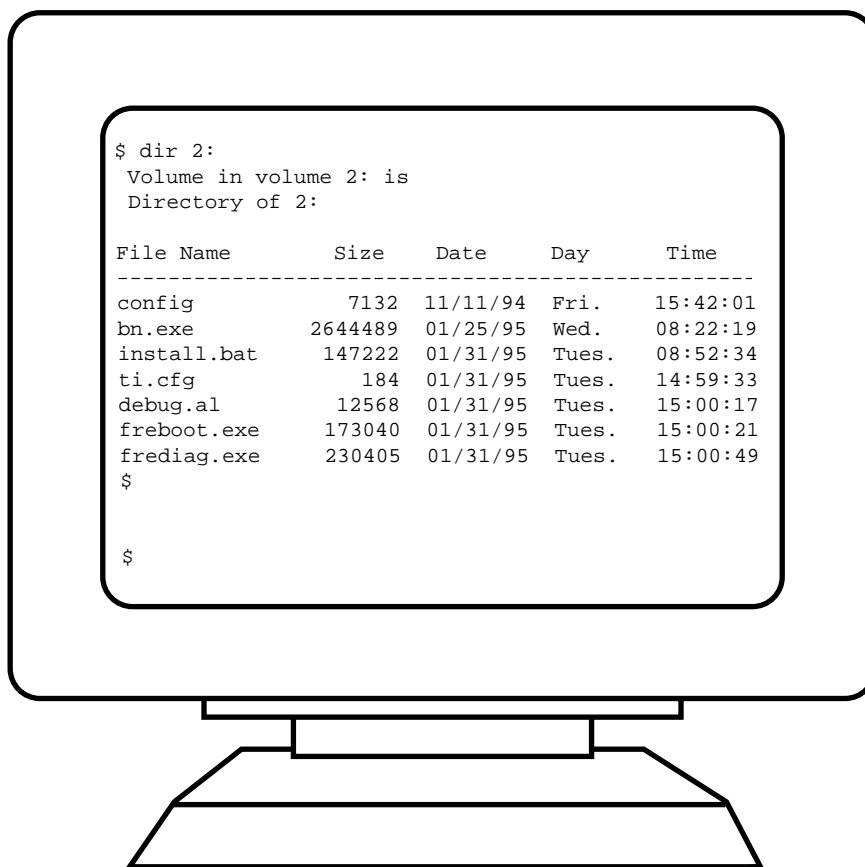 $ dir 2:
Volume in volume 2: is
Directory of 2:
File Name Size Date Day Time
--------------------------------------------------
config 7132 11/11/94 Fri. 15:42:01
bn.exe 2644489 01/25/95 Wed. 08:22:19
install.bat 147222 01/31/95 Tues. 08:52:34
ti.cfg 184 01/31/95 Tues. 14:59:33
debug.al 12568 01/31/95 Tues. 15:00:17
freboot.exe 173040 01/31/95 Tues. 15:00:21
frediag.exe 230405 01/31/95 Tues. 15:00:49
$
$